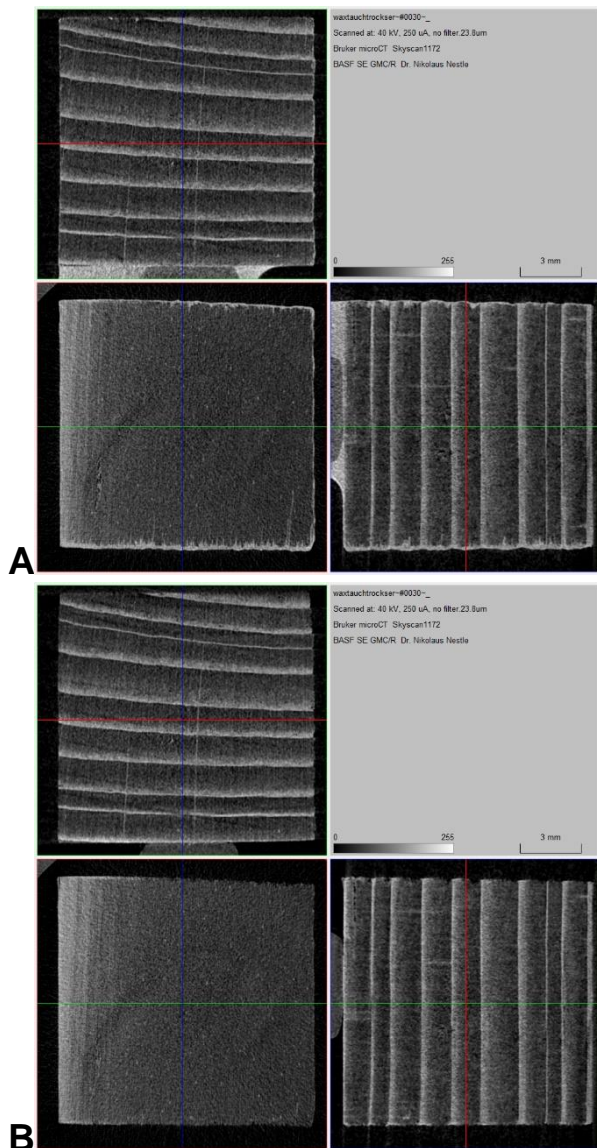 waxtauchtrockser~#0030~_
Scanned at: 40 kV, 250 uA, no filter.23.8um
Bruker microCT Skyscan1172
BASF SE GMC/R Dr. Nikolaus Nestle
0 255 3 mm
A
waxtauchtrockser~#0030~_
Scanned at: 40 kV, 250 uA, no filter.23.8um
Bruker microCT Skyscan1172
BASF SE GMC/R Dr. Nikolaus Nestle
0 255 3 mm
B